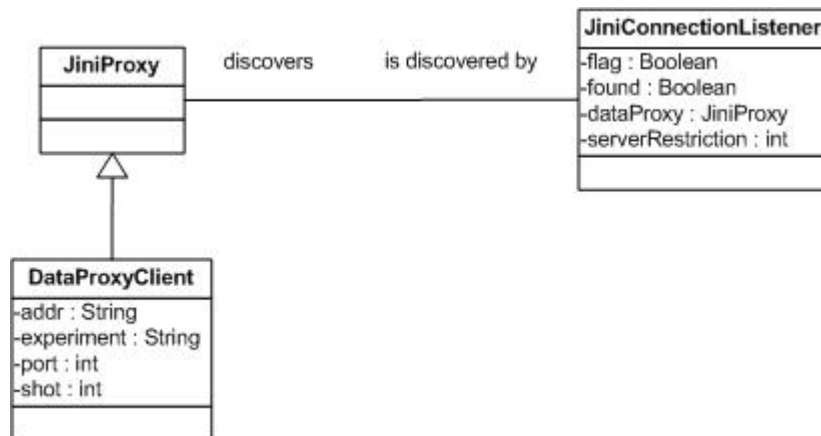 JiniProxy
discovers
is discovered by
JiniConnectionListener
-flag : Boolean
-found : Boolean
-dataProxy : JiniProxy
-serverRestriction : int
DataProxyClient
-addr : String
-experiment : String
-port : int
-shot : int